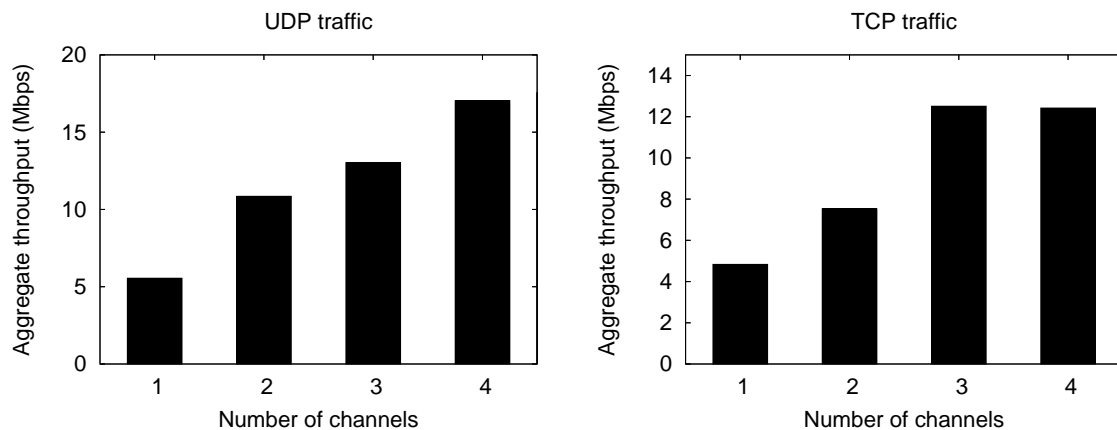 UDP traffic
Aggregate throughput (Mbps)
20
15
10
5
0
1 2 3 4
Number of channels
TCP traffic
Aggregate throughput (Mbps)
14
12
10
8
6
4
2
0
1 2 3 4
Number of channels